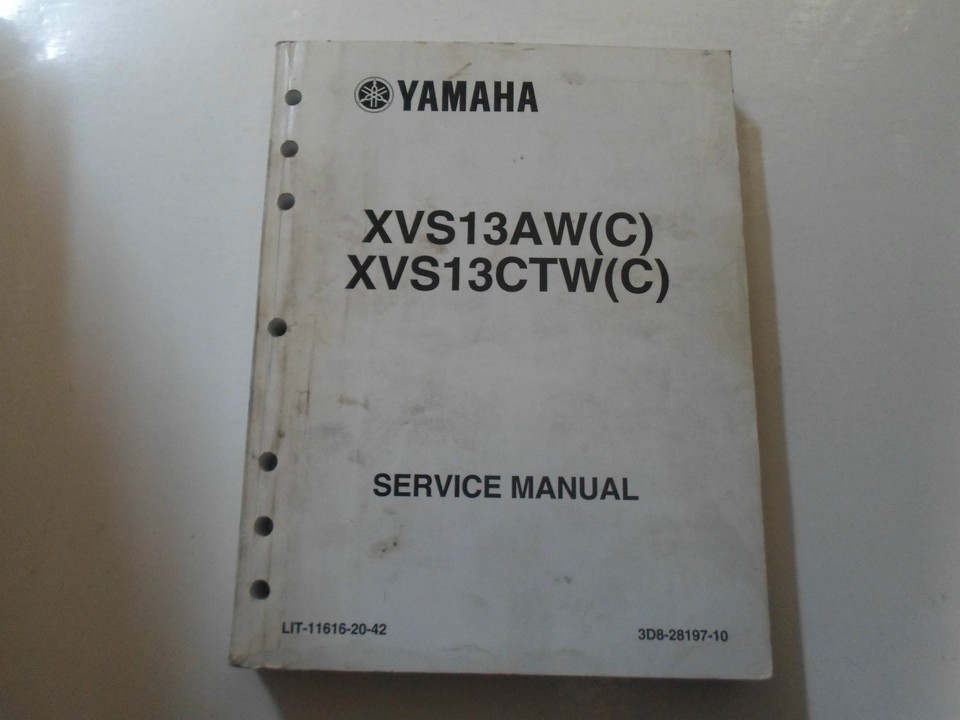 YAMAHA
XVS13AW(C)
XVS13CTW(C)
SERVICE MANUAL
LIT-11616-20-42
3D8-28197-10